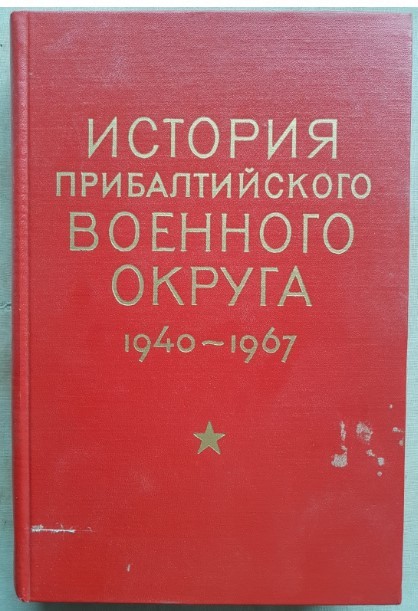 ИСТОРИЯ
ПРИБАЛТИЙСКОГО
ВОЕННОГО
ОКРУГА
1940~1967